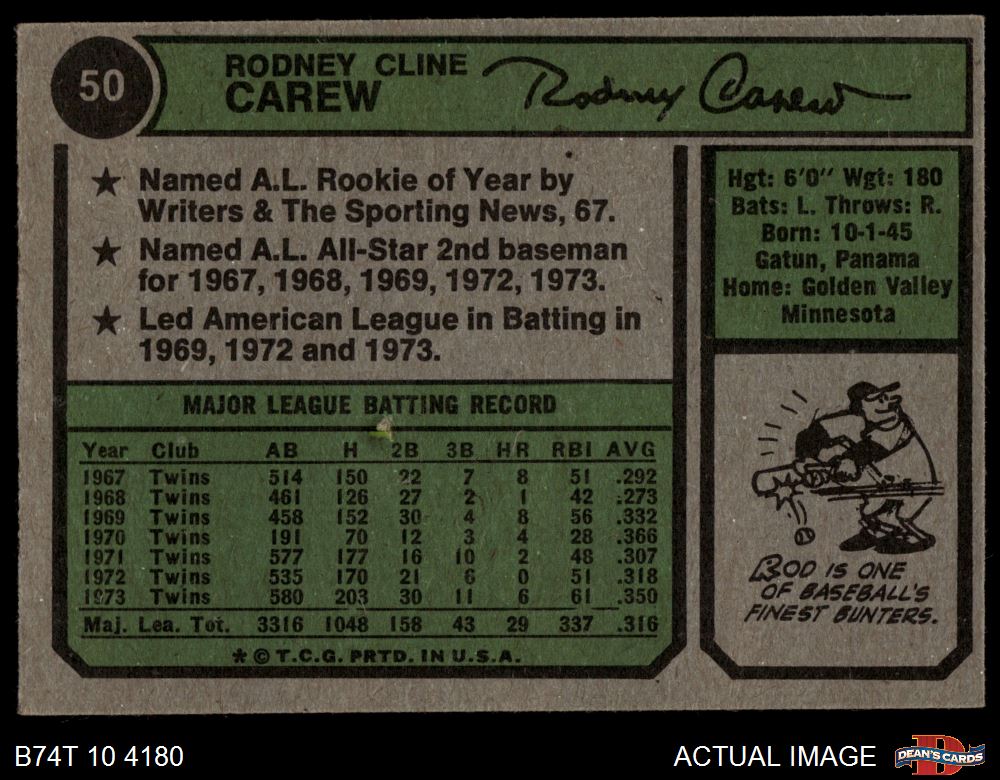 50
RODNEY CLINE
CAREW
Rodney Carew
★ Named A.L. Rookie of Year by
Writers & The Sporting News, 67.
★ Named A.L. All-Star 2nd baseman
for 1967, 1968, 1969, 1972, 1973.
★ Led American League in Batting in
1969, 1972 and 1973.
Hgt: 6'0" Wgt: 180
Bats: L. Throws: R.
Born: 10-1-45
Gatun, Panama
Home: Golden Valley
Minnesota
MAJOR LEAGUE BATTING RECORD
Year Club AB H 2B 3B HR RBI AVG
1967 Twins 514 150 22 7 8 51 .292
1968 Twins 461 126 27 2 1 42 .273
1969 Twins 458 152 30 4 8 56 .332
1970 Twins 191 70 12 3 4 28 .366
1971 Twins 577 177 16 10 2 48 .307
1972 Twins 535 170 21 6 0 51 .318
1973 Twins 580 203 30 11 6 61 .350
Maj. Lea. Tot. 3316 1048 158 43 29 337 .316
* © T.C.G. PRTD. IN U.S.A.
ROD IS ONE
OF BASEBALL'S
FINEST BUNTERS.
B74T 10 4180
ACTUAL IMAGE
D
DEAN'S CARDS